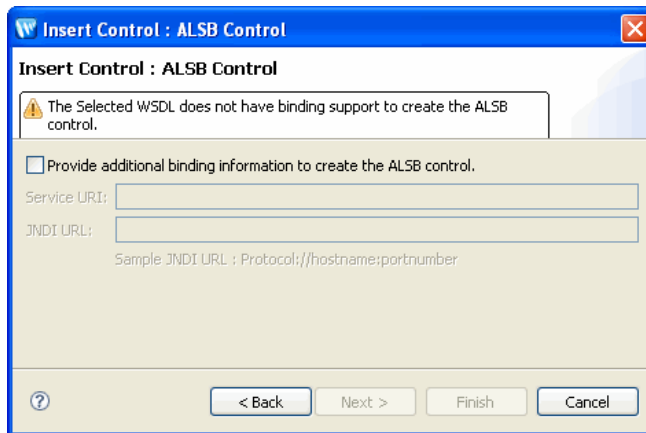 Insert Control : ALSB Control
Insert Control : ALSB Control
The Selected WSDL does not have binding support to create the ALSB
control.
Provide additional binding information to create the ALSB control.
Service URI:
JNDI URL:
Sample JNDI URL : Protocol://hostname:portnumber
< Back Next > Finish Cancel